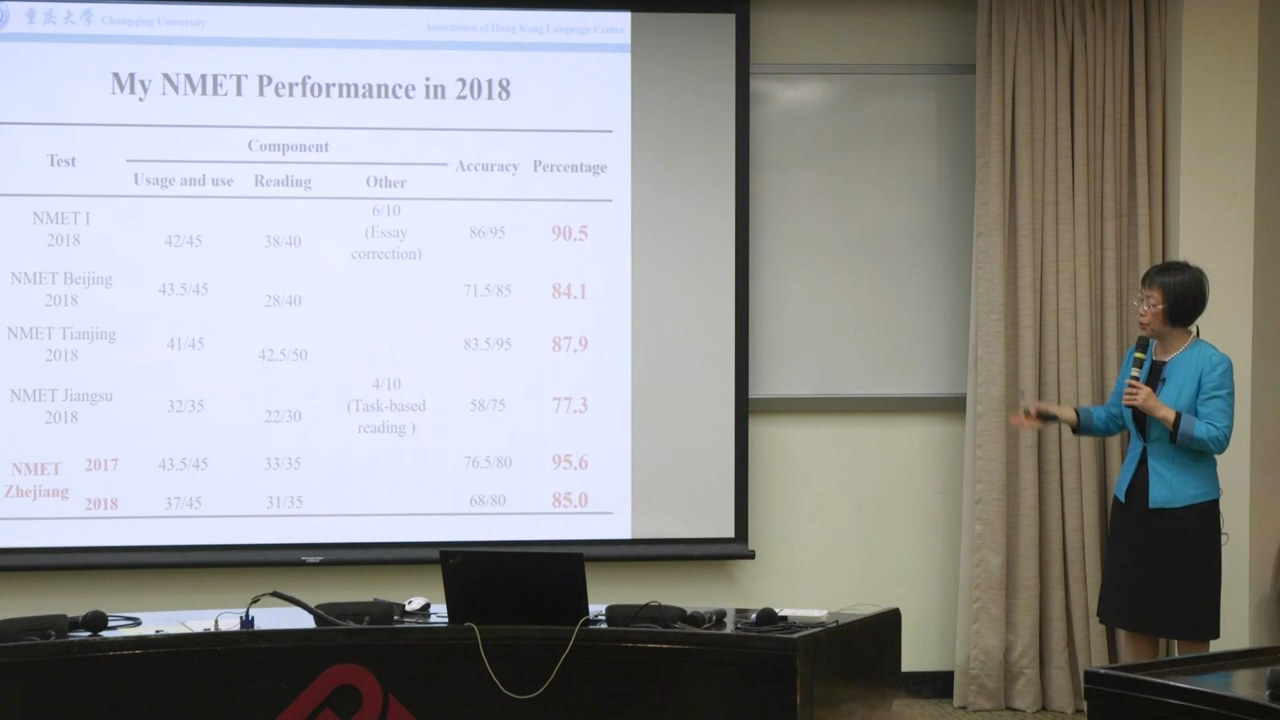 重庆大学 Chongqing University Association of Hong Kong Language Centre
My NMET Performance in 2018
Test Component Accuracy Percentage
Usage and use Reading Other
NMET I 2018 42/45 38/40 6/10 (Essay correction) 86/95 90.5
NMET Beijing 2018 43.5/45 28/40 71.5/85 84.1
NMET Tianjing 2018 41/45 42.5/50 83.5/95 87.9
NMET Jiangsu 2018 32/35 22/30 4/10 (Task-based reading ) 58/75 77.3
NMET Zhejiang 2017 43.5/45 33/35 76.5/80 95.6
2018 37/45 31/35 68/80 85.0